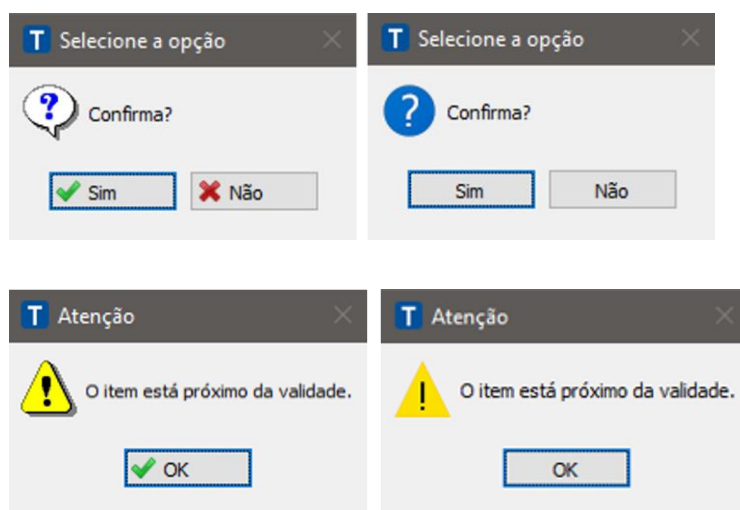 T Selecione a opção
? Confirma?
Sim Não
T Selecione a opção
? Confirma?
Sim Não
T Atenção
! O item está próximo da validade.
OK
T Atenção
! O item está próximo da validade.
OK